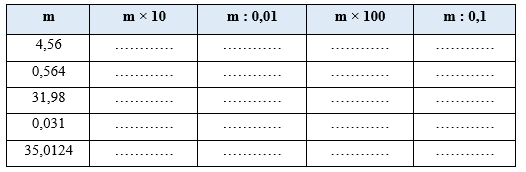 m m × 10 m : 0,01 m × 100 m : 0,1
4,56 ………… ………… ………… …………
0,564 ………… ………… ………… …………
31,98 ………… ………… ………… …………
0,031 ………… ………… ………… …………
35,0124 ………… ………… ………… …………